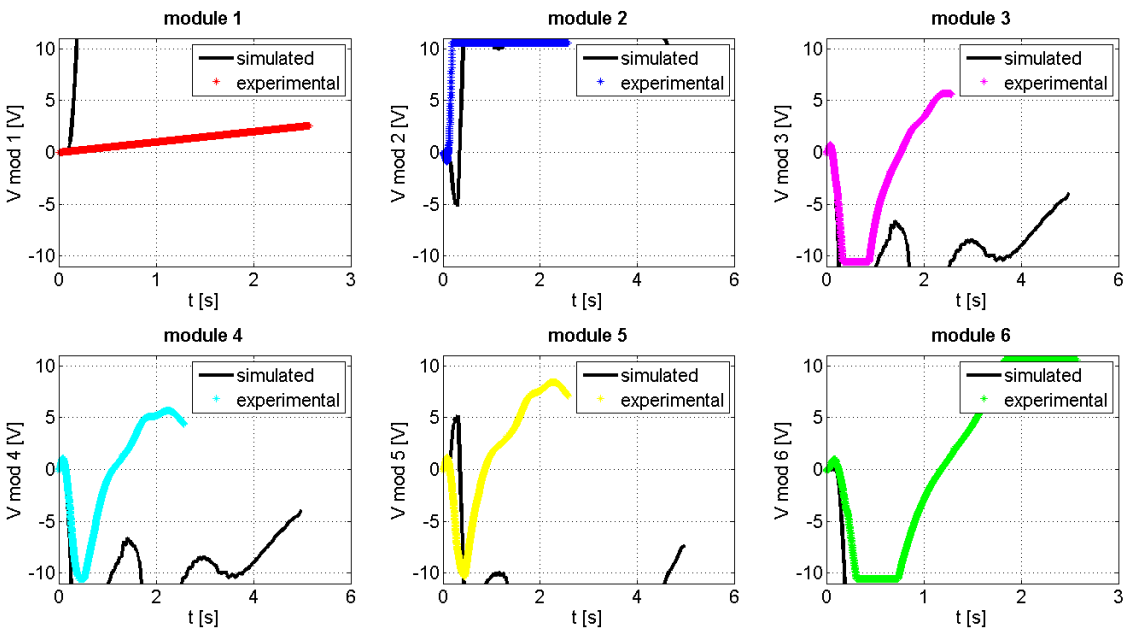 module 1
V mod 1 [V]
10
5
0
-5
-10
simulated
experimental
0
1
2
3
t [s]
module 2
V mod 2 [V]
10
5
0
-5
-10
simulated
experimental
0
2
4
6
t [s]
module 3
V mod 3 [V]
10
5
0
-5
-10
simulated
experimental
0
2
4
6
t [s]
module 4
V mod 4 [V]
10
5
0
-5
-10
simulated
experimental
0
2
4
6
t [s]
module 5
V mod 5 [V]
10
5
0
-5
-10
simulated
experimental
0
2
4
6
t [s]
module 6
V mod 6 [V]
10
5
0
-5
-10
simulated
experimental
0
1
2
3
t [s]